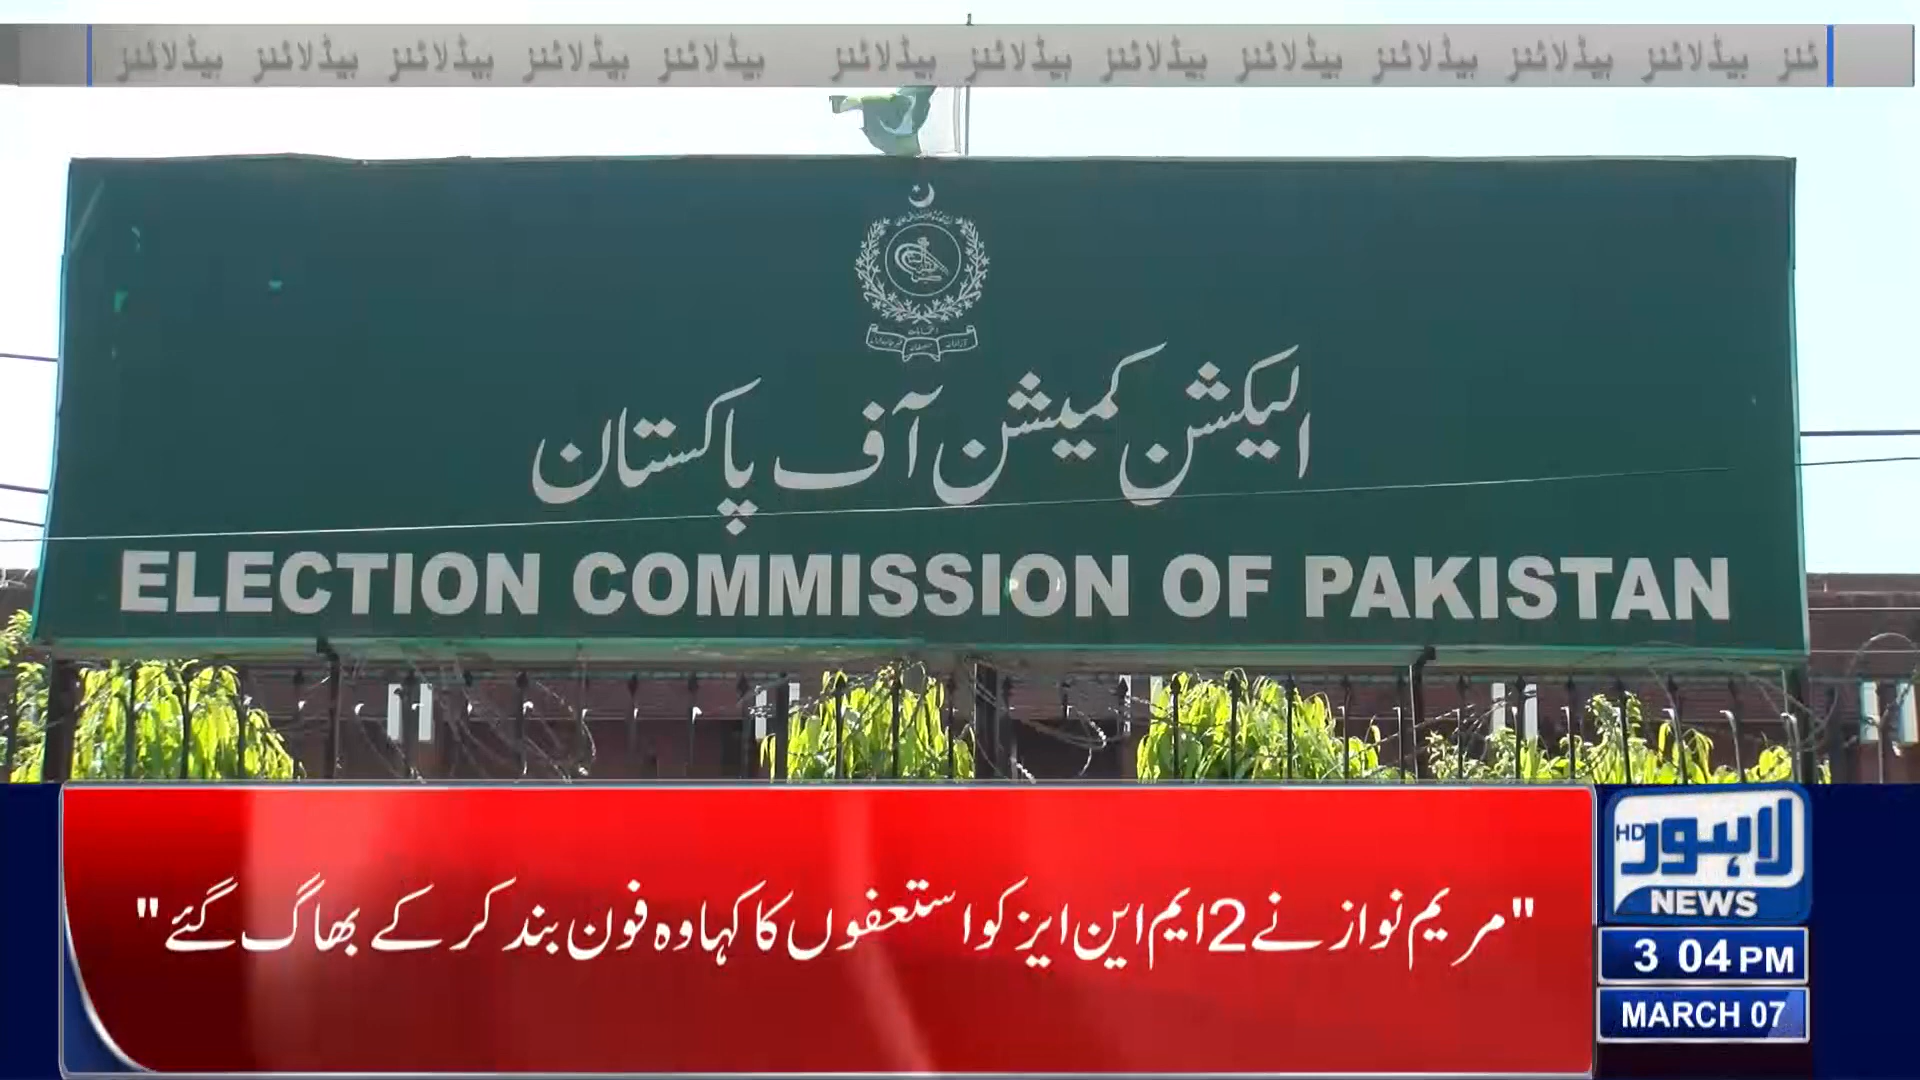 ہیڈلائنز ہیڈلائنز ہیڈلائنز ہیڈلائنز ہیڈلائنز ہیڈلائنز ہیڈلائنز ہیڈلائنز ہیڈلائنز ہیڈلائنز ہیڈلائنز ہیڈلائنز ئنز
الیکشن کمیشن آف پاکستان
ELECTION COMMISSION OF PAKISTAN
"مریم نواز نے 2 ایم این ایز کو استعفوں کا کہا وہ فون بند کر کے بھاگ گئے"
لاہور HD
NEWS
3 04 PM
MARCH 07